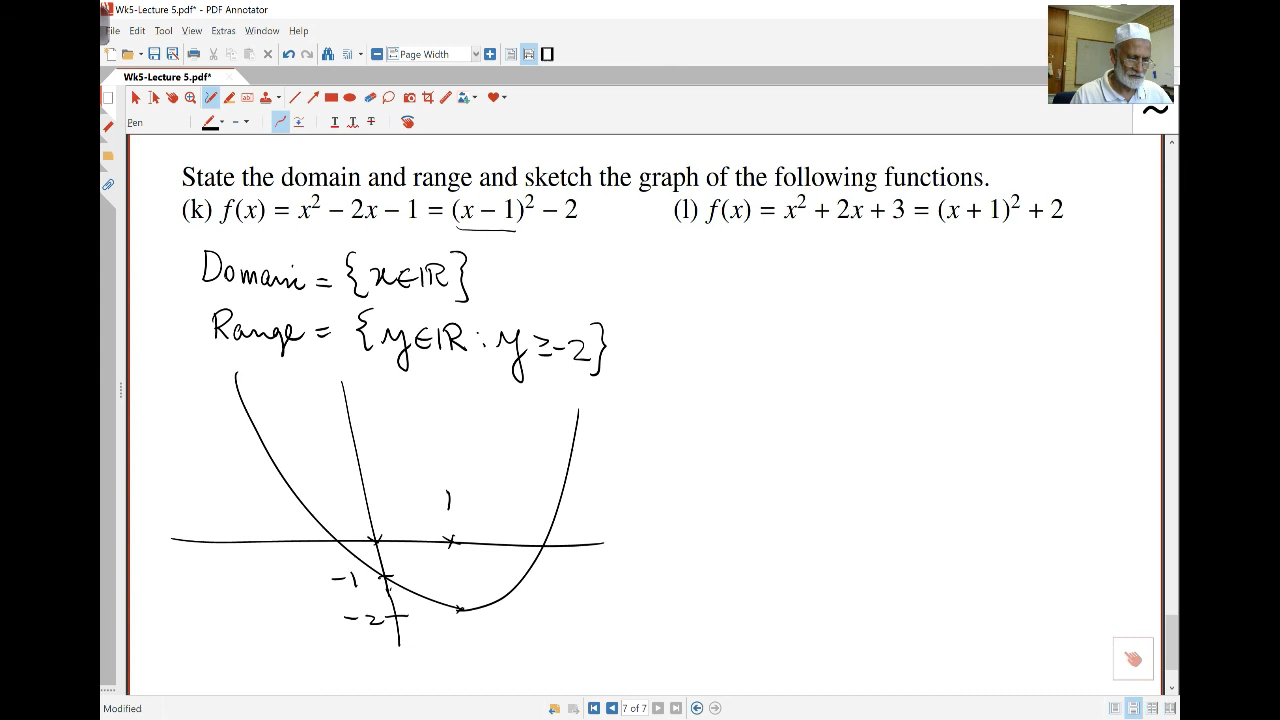 Wk5-Lecture 5.pdf* - PDF Annotator
File Edit Tool View Extras Window Help
Page Width
Wk5-Lecture 5.pdf*
Pen
State the domain and range and sketch the graph of the following functions.
(k) f(x) = x² − 2x − 1 = (x − 1)² − 2
(l) f(x) = x² + 2x + 3 = (x + 1)² + 2
Domain = {x∈ℝ}
Range = {y∈ℝ : y ≥ -2}
1
-1
-2
Modified
7 of 7